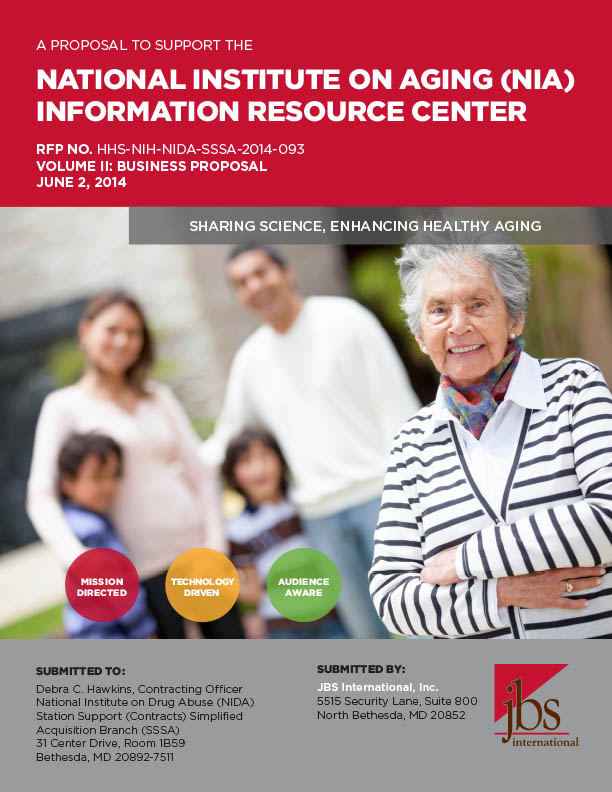 A PROPOSAL TO SUPPORT THE
NATIONAL INSTITUTE ON AGING (NIA)
INFORMATION RESOURCE CENTER
RFP NO. HHS-NIH-NIDA-SSSA-2014-093
VOLUME II: BUSINESS PROPOSAL
JUNE 2, 2014
SHARING SCIENCE, ENHANCING HEALTHY AGING
MISSION
DIRECTED
TECHNOLOGY
DRIVEN
AUDIENCE
AWARE
SUBMITTED TO:
Debra C. Hawkins, Contracting Officer
National Institute on Drug Abuse (NIDA)
Station Support (Contracts) Simplified
Acquisition Branch (SSSA)
31 Center Drive, Room 1B59
Bethesda, MD 20892-7511
SUBMITTED BY:
JBS International, Inc.
5515 Security Lane, Suite 800
North Bethesda, MD 20852
jbs
international